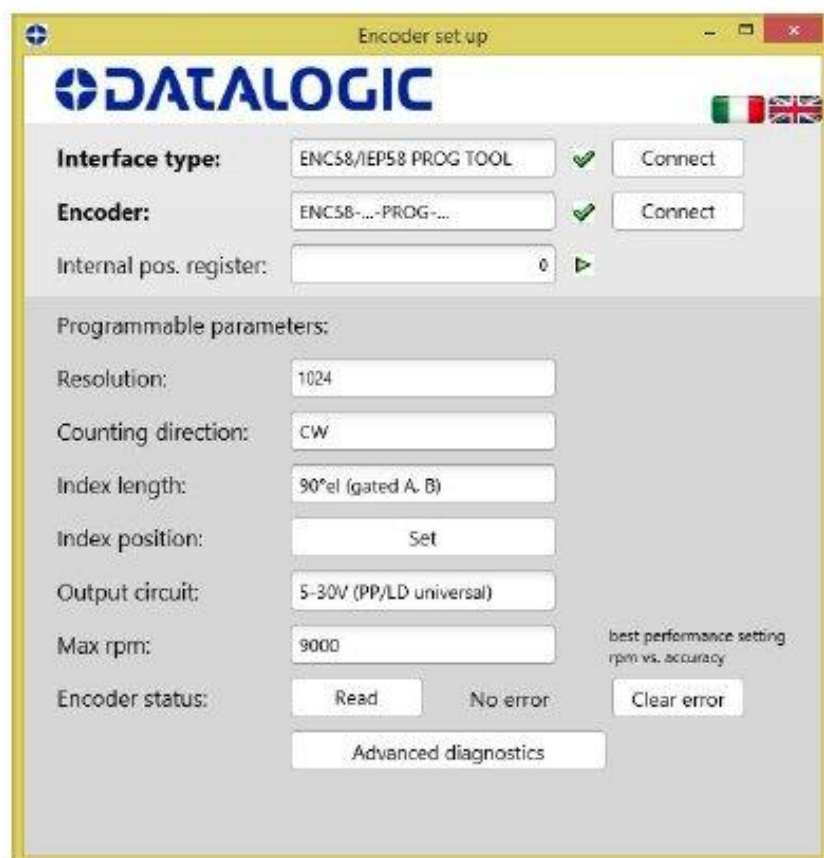 Encoder set up
DATALOGIC
Interface type: ENC58/IEP58 PROG TOOL Connect
Encoder: ENC58-...-PROG-... Connect
Internal pos. register: 0
Programmable parameters:
Resolution: 1024
Counting direction: CW
Index length: 90°el (gated A, B)
Index position: Set
Output circuit: 5-30V (PP/LD universal)
Max rpm: 9000 best performance setting
rpm vs. accuracy
Encoder status: Read No error Clear error
Advanced diagnostics